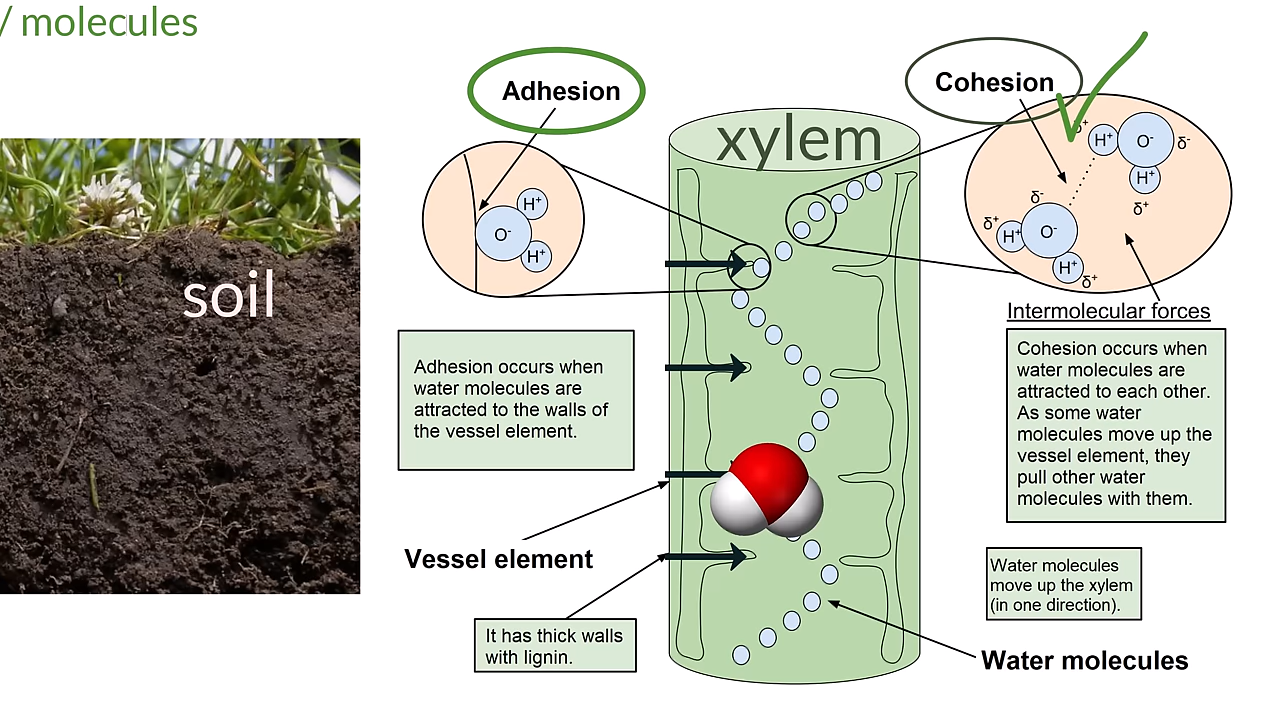 / molecules
soil
Adhesion
H⁺
O⁻
H⁺
Adhesion occurs when
water molecules are
attracted to the walls of
the vessel element.
Vessel element
It has thick walls
with lignin.
xylem
Cohesion
δ⁺
H⁺
O⁻
δ⁻
H⁺
δ⁺
δ⁻
δ⁺
H⁺
O⁻
H⁺
δ⁺
Intermolecular forces
Cohesion occurs when
water molecules are
attracted to each other.
As some water
molecules move up the
vessel element, they
pull other water
molecules with them.
Water molecules
move up the xylem
(in one direction).
Water molecules